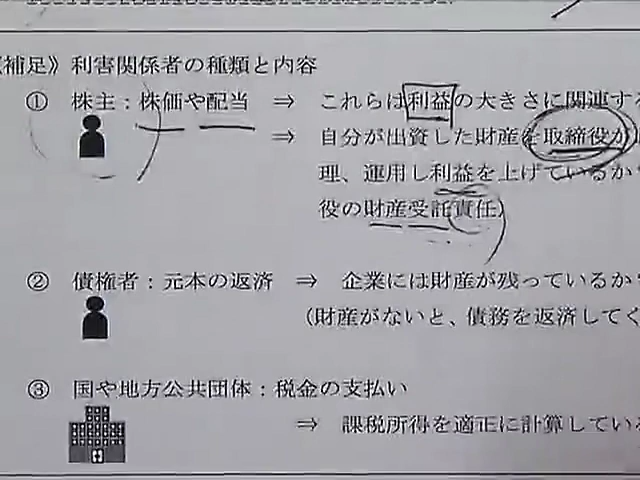 《補足》利害関係者の種類と内容
① 株主：株価や配当 ⇒ これらは利益の大きさに関連する
⇒ 自分が出資した財産を取締役が
理、運用し利益を上げているか
役の財産受託責任）
② 債権者：元本の返済 ⇒ 企業には財産が残っているか
（財産がないと、債務を返済してく
③ 国や地方公共団体：税金の支払い
⇒ 課税所得を適正に計算している